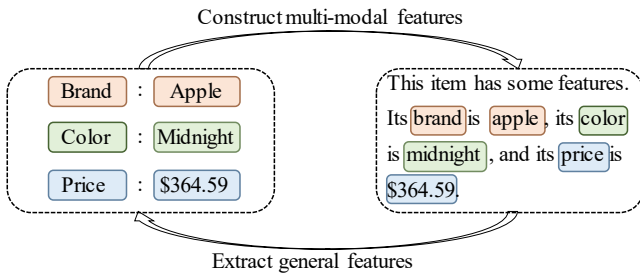 Construct multi-modal features
Brand : Apple
Color : Midnight
Price : $364.59
This item has some features.
Its brand is apple, its color
is midnight, and its price is
$364.59.
Extract general features